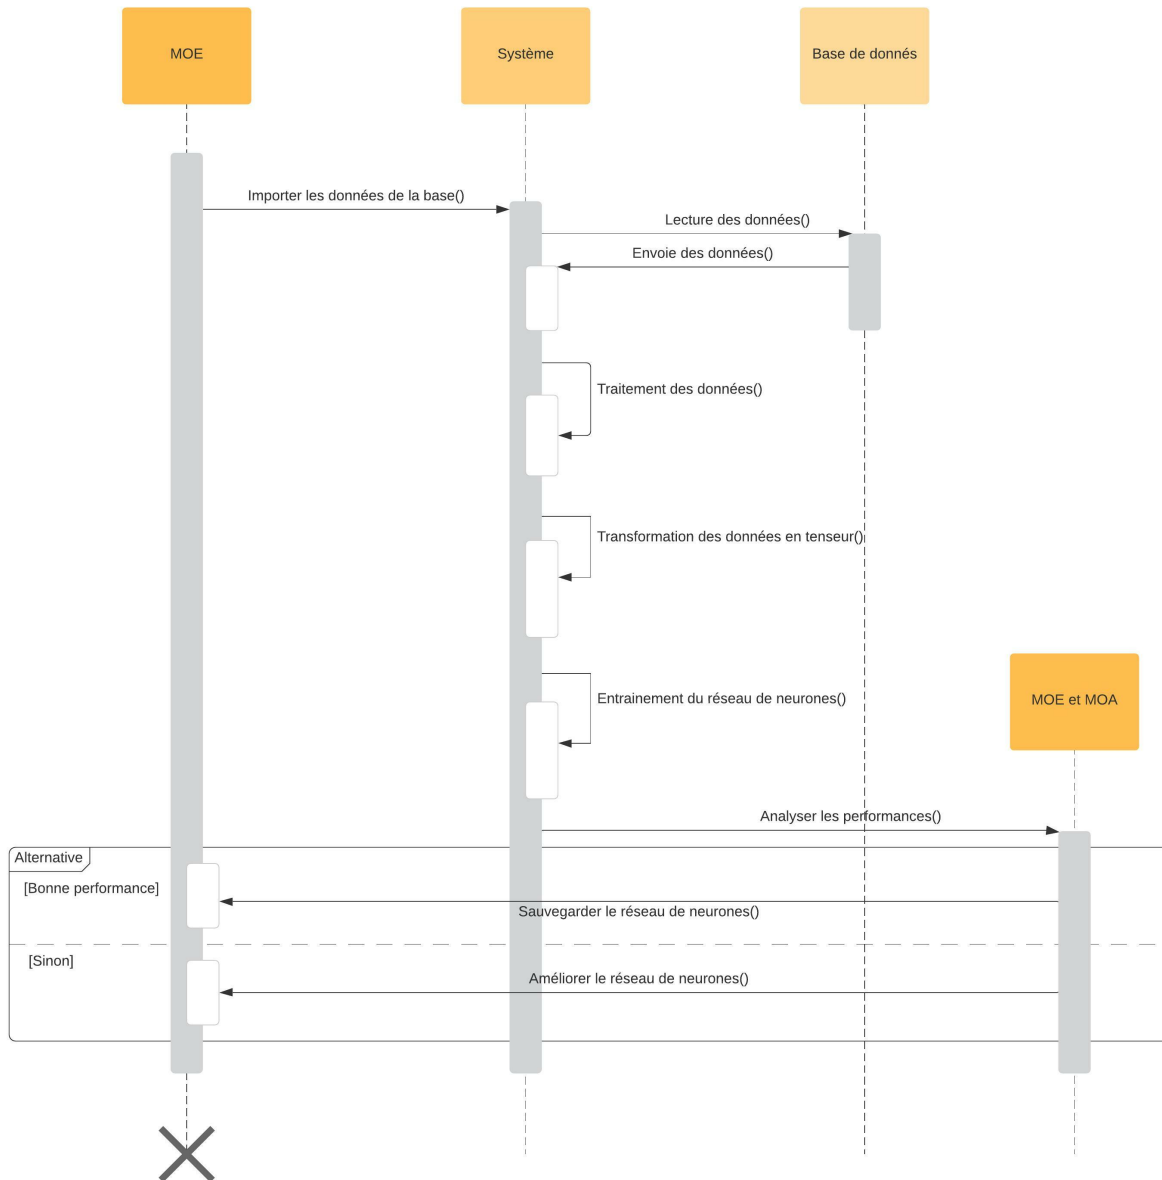 MOE
Système
Base de donnés
Importer les données de la base()
Lecture des données()
Envoie des données()
Traitement des données()
Transformation des données en tenseur()
Entrainement du réseau de neurones()
MOE et MOA
Analyser les performances()
Alternative
[Bonne performance]
Sauvegarder le réseau de neurones()
[Sinon]
Améliorer le réseau de neurones()